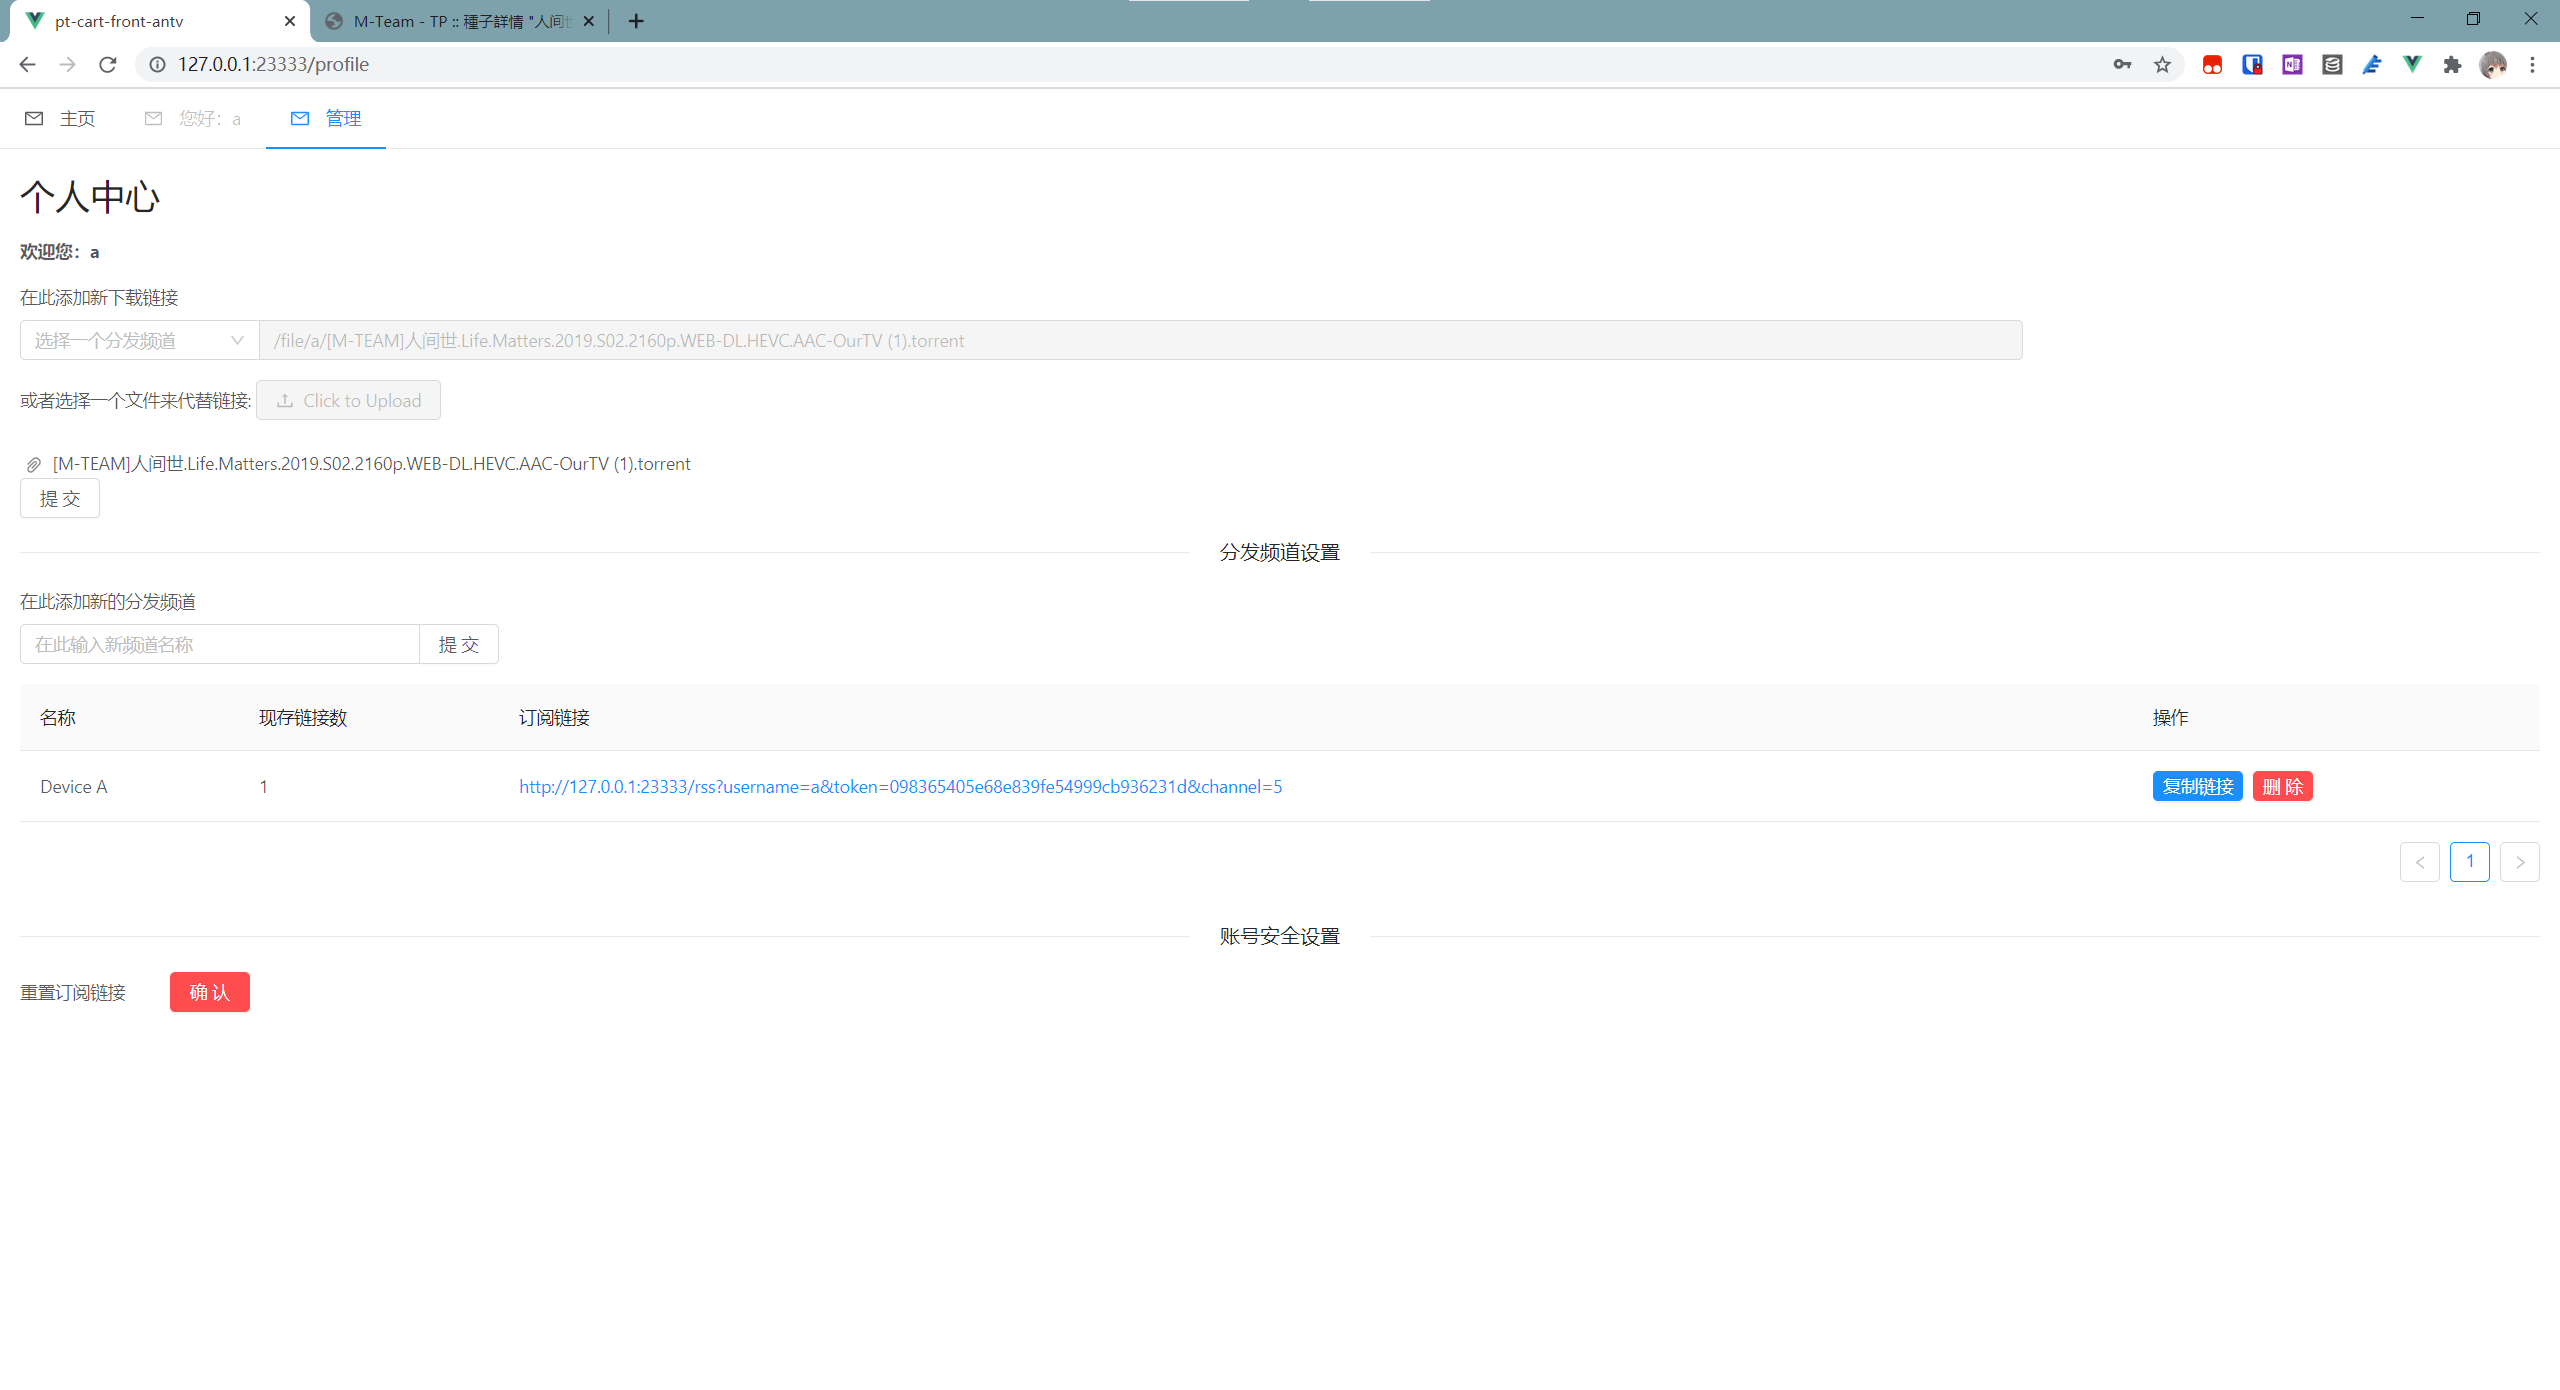 pt-cart-front-antv
M-Team - TP :: 種子詳情 "人间世
127.0.0.1:23333/profile
主页
您好：a
管理
个人中心
欢迎您：a
在此添加新下载链接
选择一个分发频道
/file/a/[M-TEAM]人间世.Life.Matters.2019.S02.2160p.WEB-DL.HEVC.AAC-OurTV (1).torrent
或者选择一个文件来代替链接:
Click to Upload
[M-TEAM]人间世.Life.Matters.2019.S02.2160p.WEB-DL.HEVC.AAC-OurTV (1).torrent
提 交
分发频道设置
在此添加新的分发频道
在此输入新频道名称
提 交
名称 现存链接数 订阅链接 操作
Device A 1 http://127.0.0.1:23333/rss?username=a&token=098365405e68e839fe54999cb936231d&channel=5 复制链接 删 除
< 1 >
账号安全设置
重置订阅链接
确 认